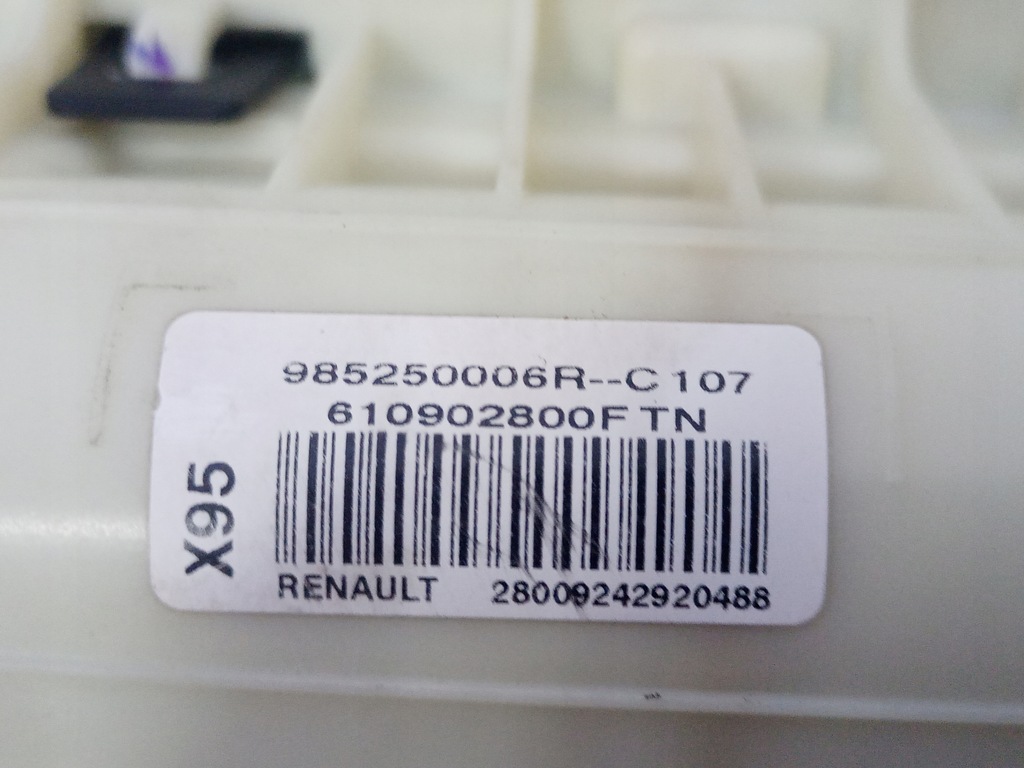 985250006R--C 107
610902800F TN
X95
RENAULT 28009242920488